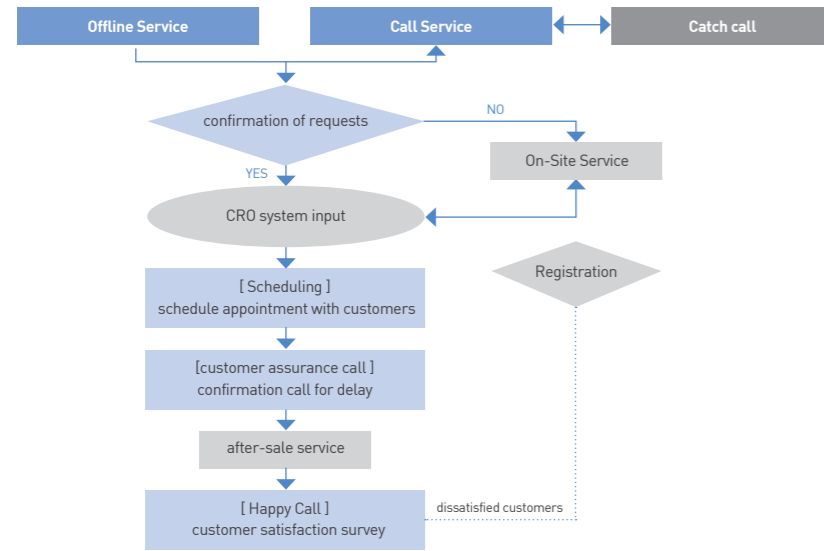 Offline Service
Call Service
Catch call
confirmation of requests
NO
On-Site Service
YES
CRO system input
[ Scheduling ]
schedule appointment with customers
Registration
[customer assurance call ]
confirmation call for delay
after-sale service
[ Happy Call ]
customer satisfaction survey
dissatisfied customers